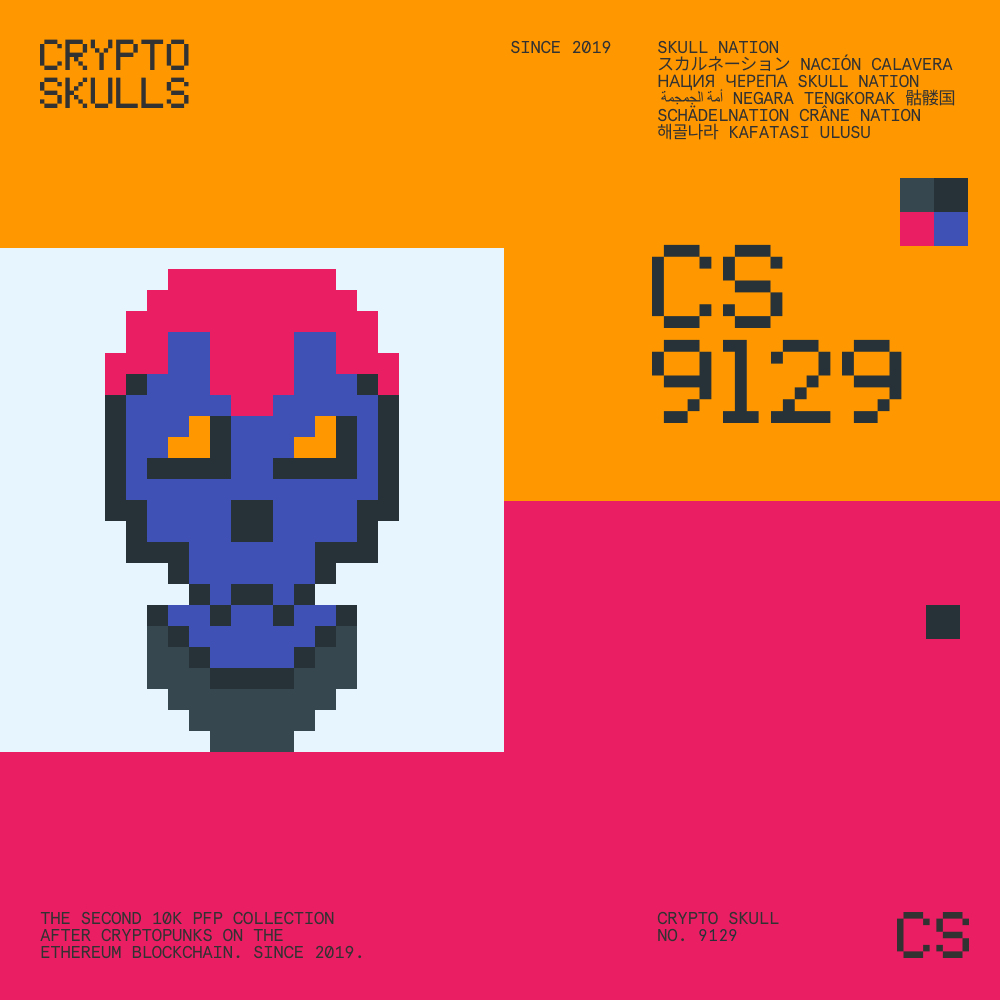 CRYPTO
SKULLS
SINCE 2019
SKULL NATION
スカルネーション NACIÓN CALAVERA
НАЦИЯ ЧЕРЕПА SKULL NATION
أمة الجمجمة NEGARA TENGKORAK 骷髅国
SCHÄDELNATION CRÂNE NATION
해골나라 KAFATASI ULUSU
CS
9129
THE SECOND 10K PFP COLLECTION
AFTER CRYPTOPUNKS ON THE
ETHEREUM BLOCKCHAIN. SINCE 2019.
CRYPTO SKULL
NO. 9129
CS